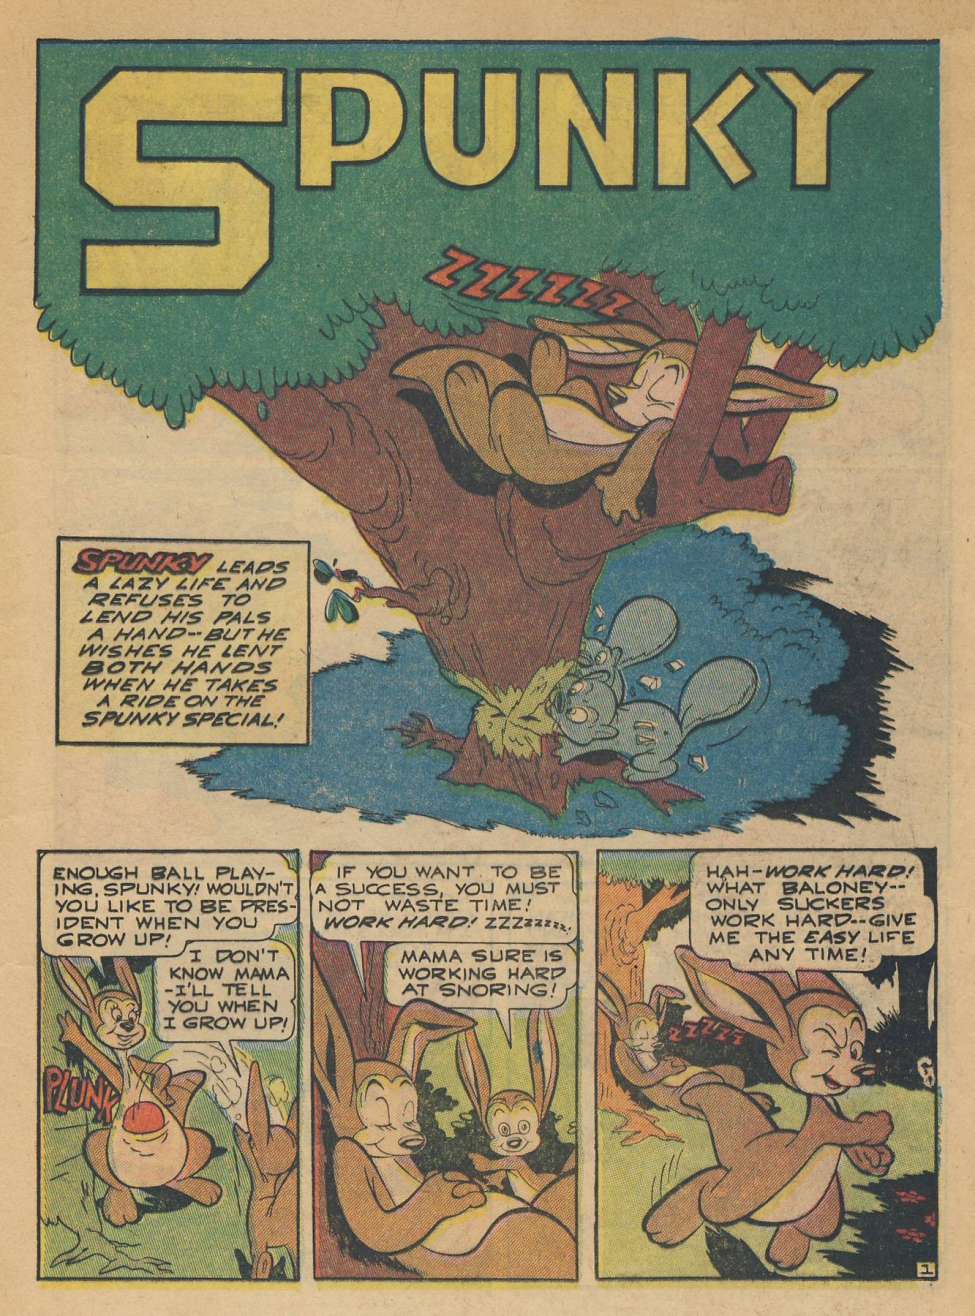 SPUNKY
ZZZZZZ
SPUNKY LEADS
A LAZY LIFE AND
REFUSES TO
LEND HIS PALS
A HAND--BUT HE
WISHES HE LENT
BOTH HANDS
WHEN HE TAKES
A RIDE ON THE
SPUNKY SPECIAL!
ENOUGH BALL PLAY-
ING, SPUNKY! WOULDN'T
YOU LIKE TO BE PRES-
IDENT WHEN YOU
GROW UP!
I DON'T
KNOW MAMA
-I'LL TELL
YOU WHEN
I GROW UP!
PLUNK
IF YOU WANT TO BE
A SUCCESS, YOU MUST
NOT WASTE TIME!
WORK HARD! ZZZZZZZZ!
MAMA SURE IS
WORKING HARD
AT SNORING!
HAH-WORK HARD!
WHAT BALONEY--
ONLY SUCKERS
WORK HARD--GIVE
ME THE EASY LIFE
ANY TIME!
ZZZZZ
1